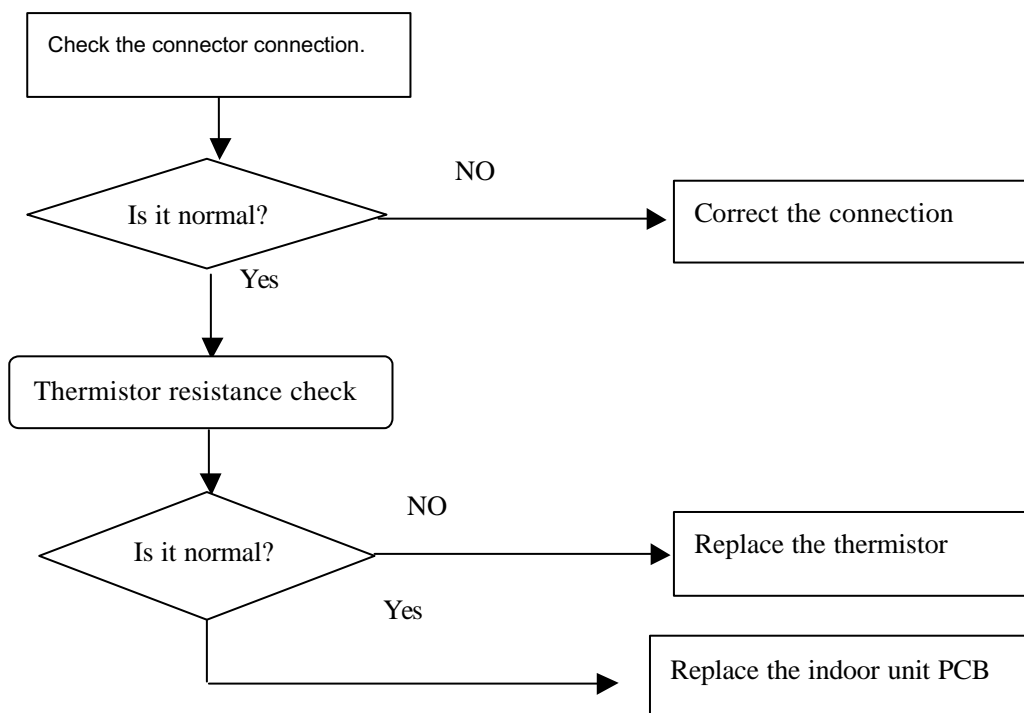 Check the connector connection.
NO
Is it normal?
Correct the connection
Yes
Thermistor resistance check
NO
Is it normal?
Replace the thermistor
Yes
Replace the indoor unit PCB